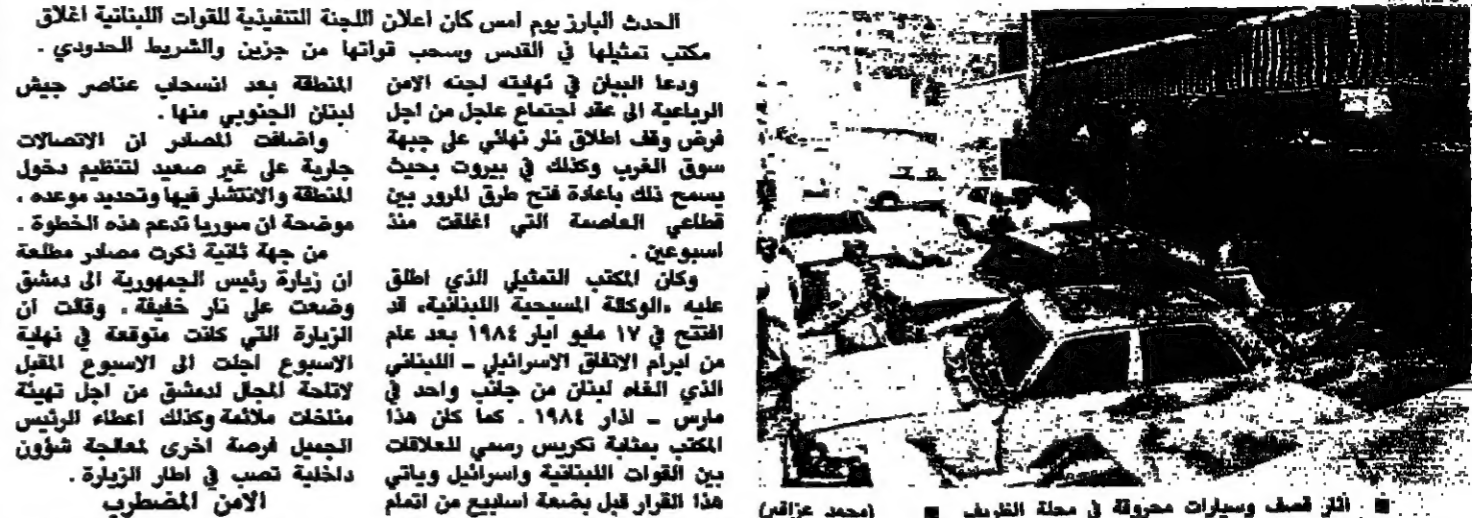 الحدث البارز يوم امس كان اعلان اللجنة التنفيذية للقوات اللبنانية اغلاق
مكتب تمثيلها في القدس وسحب قواتها من جزين والشريط الحدودي .
ودعا البيان في نهايته لجنه الامن
الرباعية الى عقد اجتماع عاجل من اجل
فرض وقف اطلاق نار نهائي على جبهة
سوق الغرب وكذلك في بيروت بحيث
يسمح ذلك باعادة فتح طرق المرور بين
قطاعي العاصمة التي اغلقت منذ
اسبوعين .
وكان المكتب التمثيلي الذي اطلق
عليه «الوكالة المسيحية اللبنانية» قد
افتتح في ١٧ مايو ايار ١٩٨٤ بعد عام
من ابرام الاتفاق الاسرائيلي ـ اللبناني
الذي الغاه لبنان من جانب واحد في
مارس ـ اذار ١٩٨٤ . كما كان هذا
المكتب بمثابة تكريس رسمي للعلاقات
بين القوات اللبنانية واسرائيل وياتي
هذا القرار قبل بضعة اسابيع من اتمام
المنطقة بعد انسحاب عناصر جيش
لبنان الجنوبي منها .
واضافت المصادر ان الاتصالات
جارية على غير صعيد لتنظيم دخول
المنطقة والانتشار فيها وتحديد موعده ،
موضحة ان سوريا تدعم هذه الخطوة .
من جهة ثانية ذكرت مصادر مطلعة
ان زيارة رئيس الجمهورية الى دمشق
وضعت على نار خفيفة . وقالت ان
الزيارة التي كانت متوقعة في نهاية
الاسبوع اجلت الى الاسبوع المقبل
لاتاحة المجال لدمشق من اجل تهيئة
مناخات ملائمة وكذلك اعطاء الرئيس
الجميل فرصة اخرى لمعالجة شؤون
داخلية تصب في اطار الزيارة .
الامن المضطرب
■ اثار قصف وسيارات محروقة في محلة الظريف ■ (محمد عزاقير)